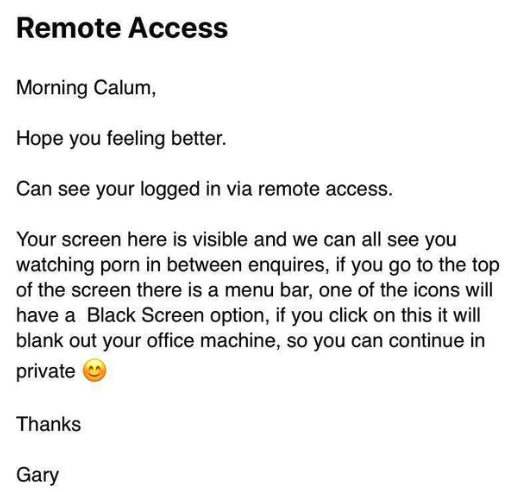 Remote Access
Morning Calum,
Hope you feeling better.
Can see your logged in via remote access.
Your screen here is visible and we can all see you
watching porn in between enquires, if you go to the top
of the screen there is a menu bar, one of the icons will
have a  Black Screen option, if you click on this it will
blank out your office machine, so you can continue in
private 😊
Thanks
Gary